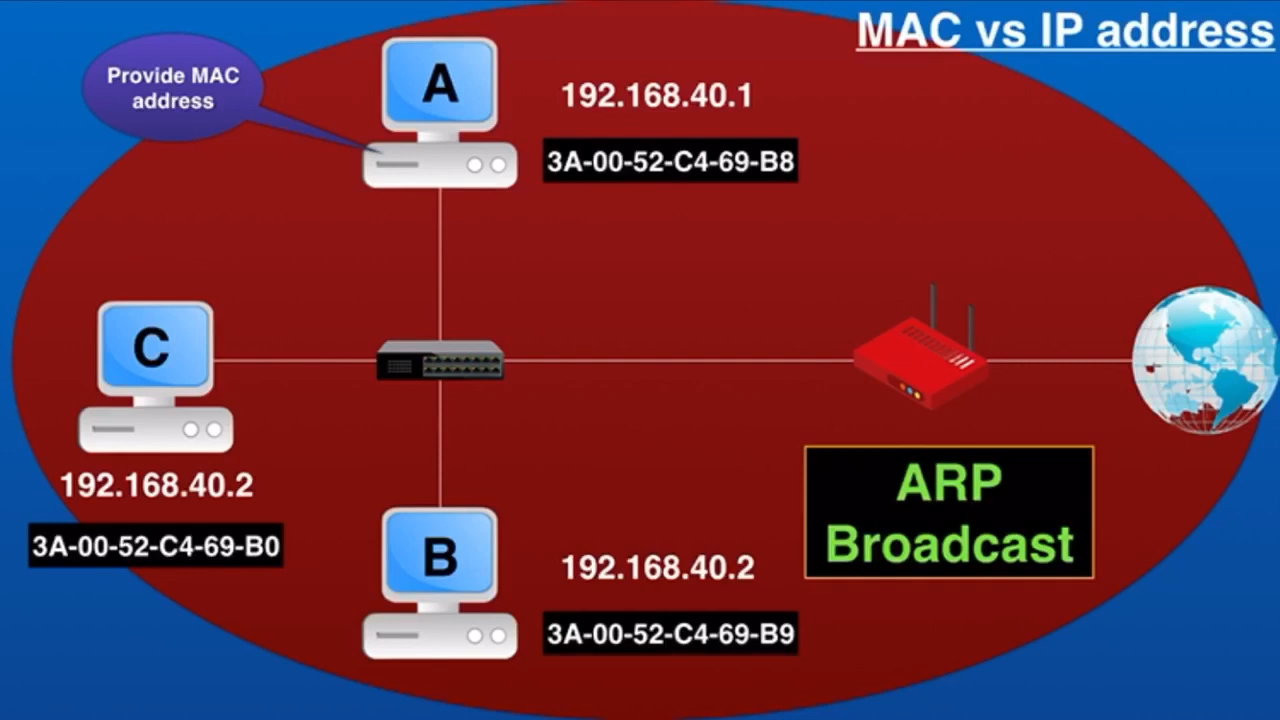 MAC vs IP address
Provide MAC
address
A
192.168.40.1
3A-00-52-C4-69-B8
C
192.168.40.2
3A-00-52-C4-69-B0
B
192.168.40.2
3A-00-52-C4-69-B9
ARP
Broadcast